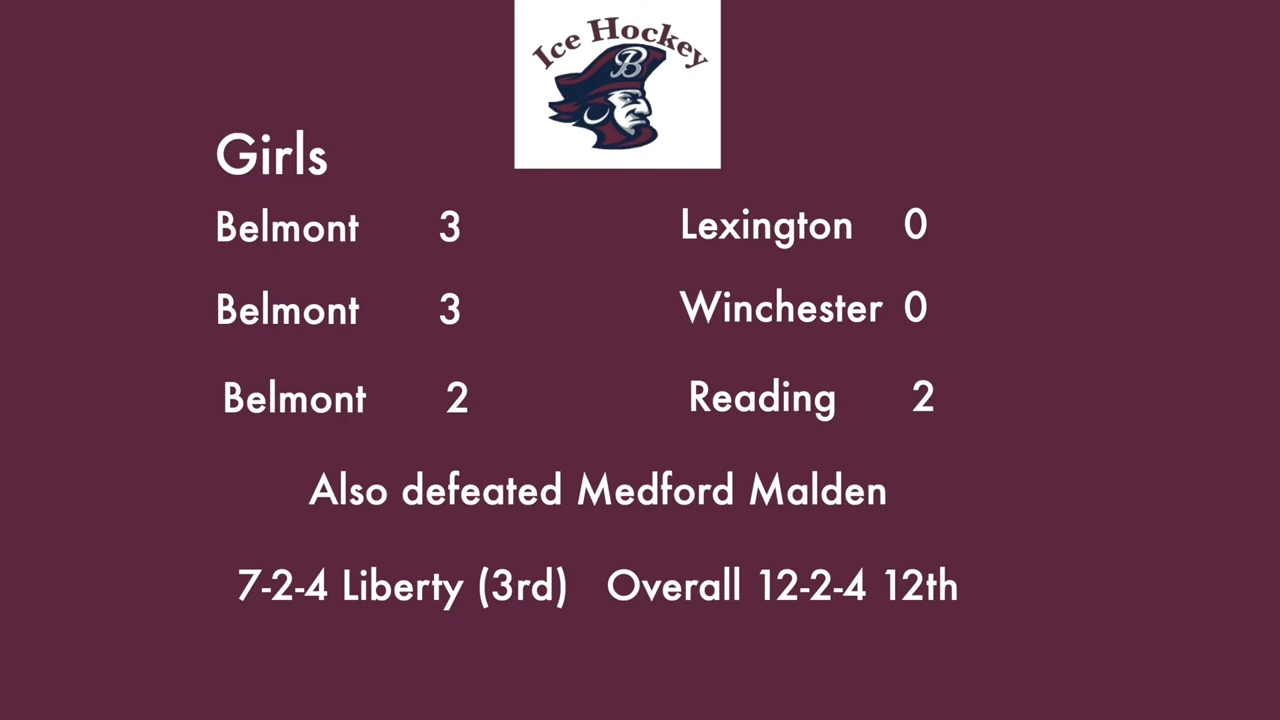 Ice Hockey
B
Girls
Belmont 3 Lexington 0
Belmont 3 Winchester 0
Belmont 2 Reading 2
Also defeated Medford Malden
7-2-4 Liberty (3rd) Overall 12-2-4 12th